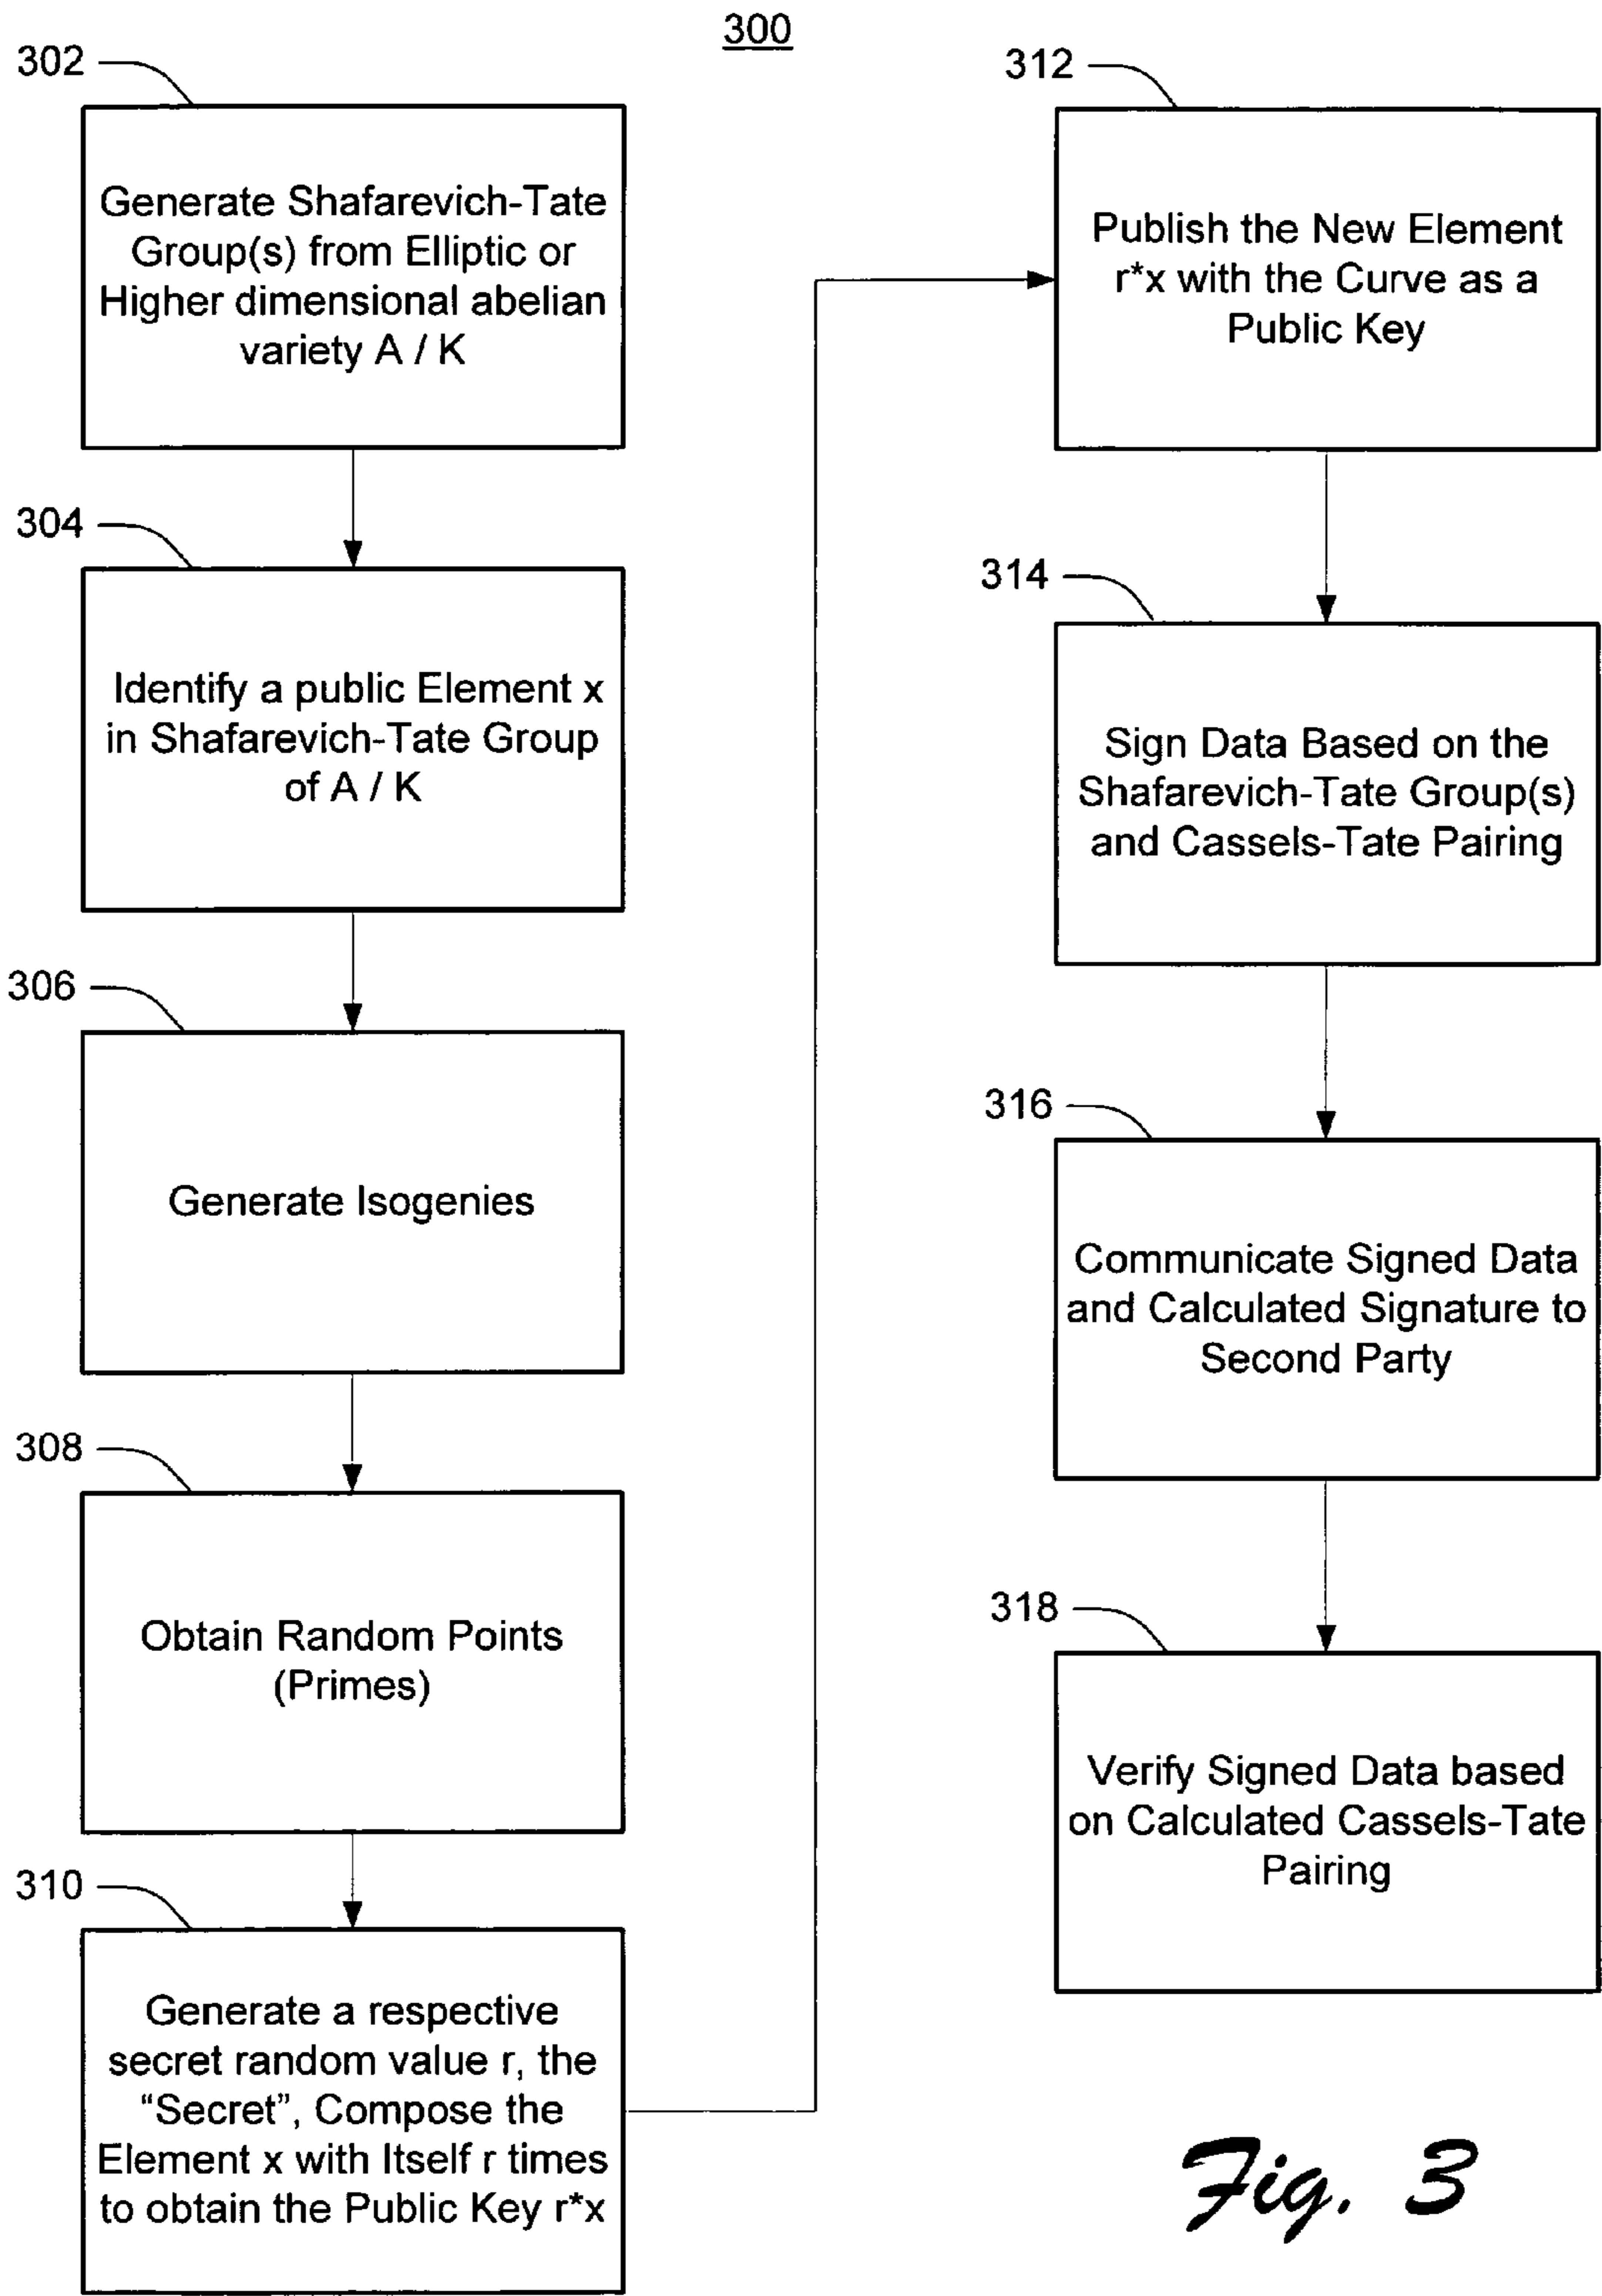 300
302
Generate Shafarevich-Tate
Group(s) from Elliptic or
Higher dimensional abelian
variety A / K
304
Identify a public Element x
in Shafarevich-Tate Group
of A / K
306
Generate Isogenies
308
Obtain Random Points
(Primes)
310
Generate a respective
secret random value r, the
“Secret”, Compose the
Element x with Itself r times
to obtain the Public Key r*x
312
Publish the New Element
r*x with the Curve as a
Public Key
314
Sign Data Based on the
Shafarevich-Tate Group(s)
and Cassels-Tate Pairing
316
Communicate Signed Data
and Calculated Signature to
Second Party
318
Verify Signed Data based
on Calculated Cassels-Tate
Pairing
Fig. 3